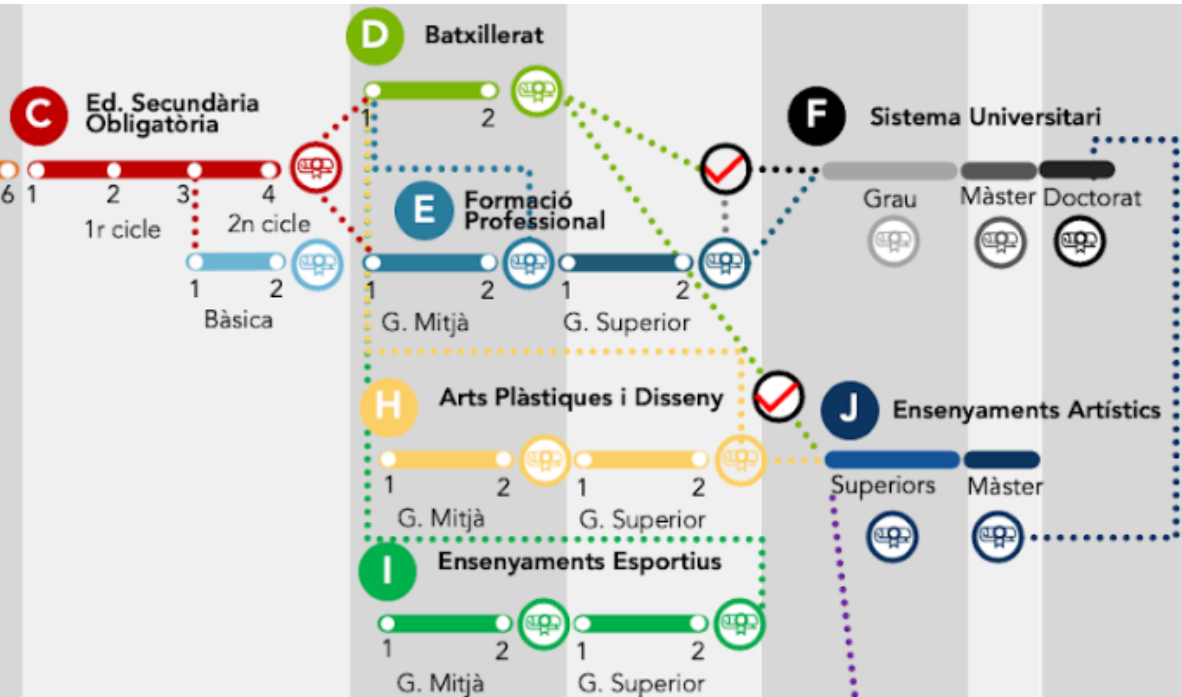 D
Batxillerat
1 2
C
Ed. Secundària
Obligatòria
6 1 2 3 4
1r cicle 2n cicle
1 2
Bàsica
E
Formació
Professional
1 2 1 2
G. Mitjà G. Superior
F
Sistema Universitari
Grau Màster Doctorat
H
Arts Plàstiques i Disseny
1 2 1 2
G. Mitjà G. Superior
J
Ensenyaments Artístics
Superiors Màster
I
Ensenyaments Esportius
1 2 1 2
G. Mitjà G. Superior